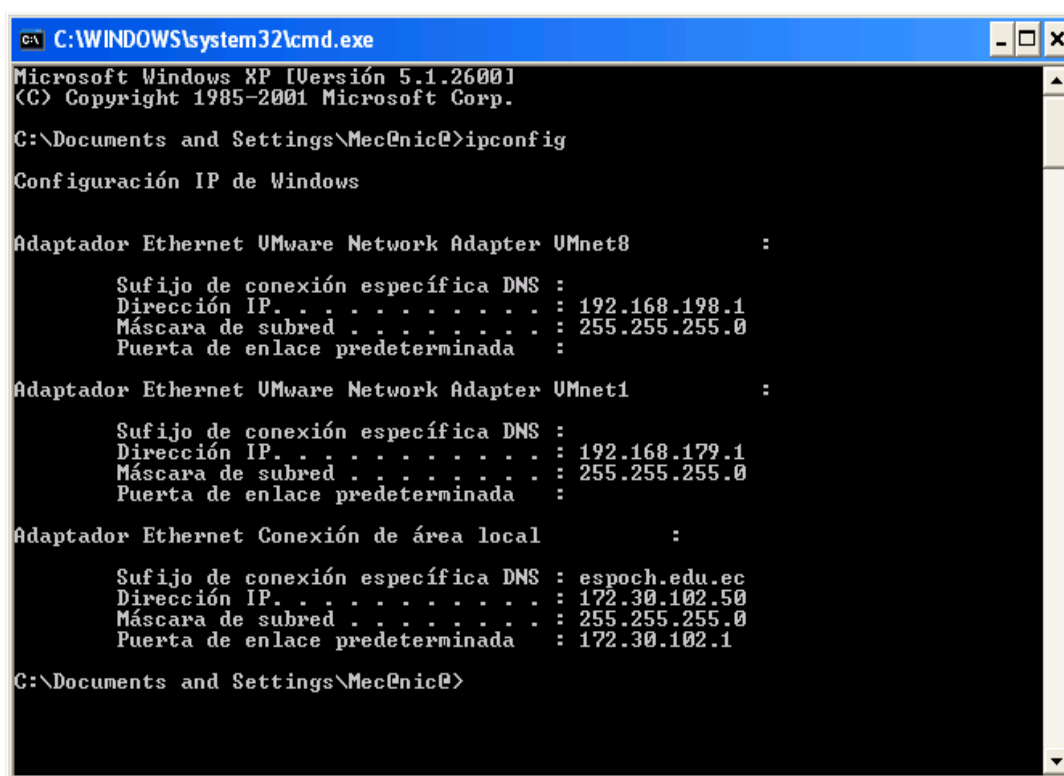 C:\WINDOWS\system32\cmd.exe
Microsoft Windows XP [Versión 5.1.2600]
(C) Copyright 1985-2001 Microsoft Corp.
C:\Documents and Settings\Mec@nic@>ipconfig
Configuración IP de Windows
Adaptador Ethernet VMware Network Adapter VMnet8 :
Sufijo de conexión específica DNS :
Dirección IP. . . . . . . . . . . : 192.168.198.1
Máscara de subred . . . . . . . . : 255.255.255.0
Puerta de enlace predeterminada :
Adaptador Ethernet VMware Network Adapter VMnet1 :
Sufijo de conexión específica DNS :
Dirección IP. . . . . . . . . . . : 192.168.179.1
Máscara de subred . . . . . . . . : 255.255.255.0
Puerta de enlace predeterminada :
Adaptador Ethernet Conexión de área local :
Sufijo de conexión específica DNS : espoch.edu.ec
Dirección IP. . . . . . . . . . . : 172.30.102.50
Máscara de subred . . . . . . . . : 255.255.255.0
Puerta de enlace predeterminada : 172.30.102.1
C:\Documents and Settings\Mec@nic@>